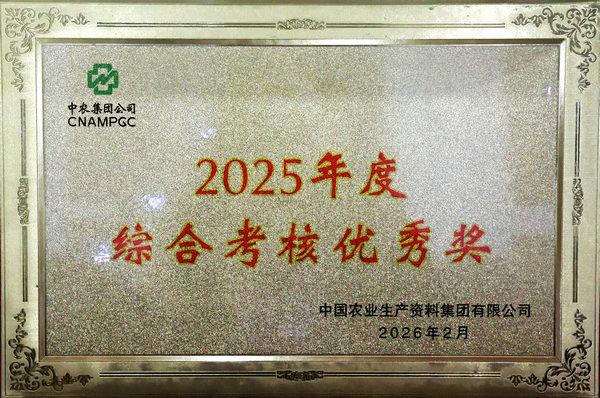 中农集团公司
CNAMPGC
2025年度
综合考核优秀奖
中国农业生产资料集团有限公司
2026年2月